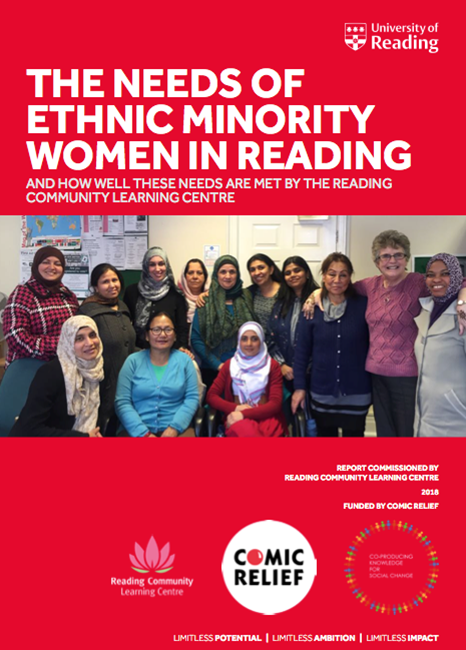 University of
Reading
THE NEEDS OF
ETHNIC MINORITY
WOMEN IN READING
AND HOW WELL THESE NEEDS ARE MET BY THE READING
COMMUNITY LEARNING CENTRE
REPORT COMMISSIONED BY
READING COMMUNITY LEARNING CENTRE
2018
FUNDED BY COMIC RELIEF
Reading Community
Learning Centre
COMIC
RELIEF
CO-PRODUCING
KNOWLEDGE
FOR
SOCIAL CHANGE
LIMITLESS POTENTIAL | LIMITLESS AMBITION | LIMITLESS IMPACT